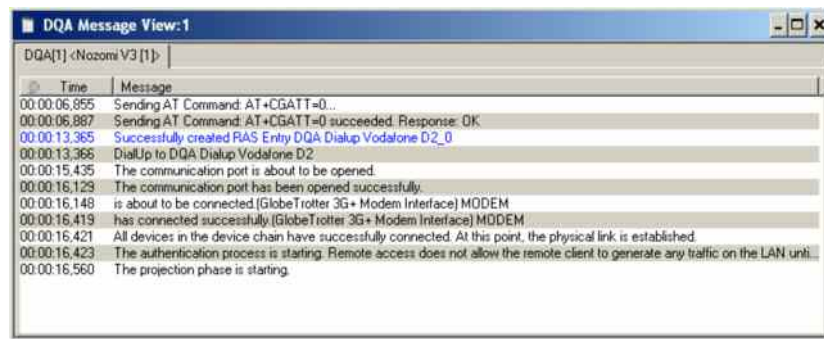 DQA Message View:1
DQA[1] <Nozomi V3 [1]>
Time Message
00:00:06,855 Sending AT Command: AT+CGATT=0...
00:00:06,887 Sending AT Command: AT+CGATT=0 succeeded. Response: OK
00:00:13,365 Successfully created RAS Entry DQA Dialup Vodafone D2_0
00:00:13,366 DialUp to DQA Dialup Vodafone D2
00:00:15,435 The communication port is about to be opened.
00:00:16,129 The communication port has been opened successfully.
00:00:16,148 is about to be connected.(GlobeTrotter 3G+ Modem Interface) MODEM
00:00:16,419 has connected successfully.(GlobeTrotter 3G+ Modem Interface) MODEM
00:00:16,421 All devices in the device chain have successfully connected. At this point, the physical link is established.
00:00:16,423 The authentication process is starting. Remote access does not allow the remote client to generate any traffic on the LAN unti...
00:00:16,560 The projection phase is starting.